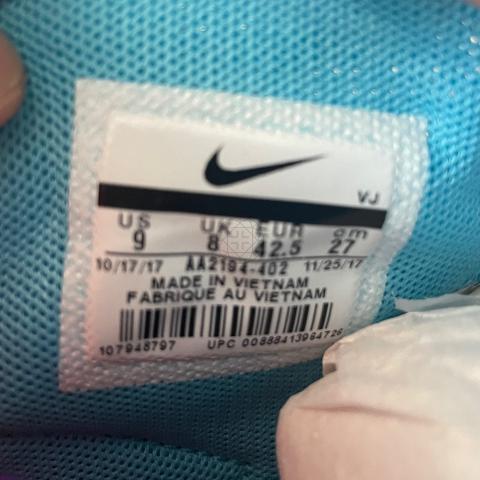 VJ
US UK EUR cm
9 8 42.5 27
10/17/17 AA2194-402 11/25/17
MADE IN VIETNAM
FABRIQUE AU VIETNAM
107948797 UPC 00888413964726